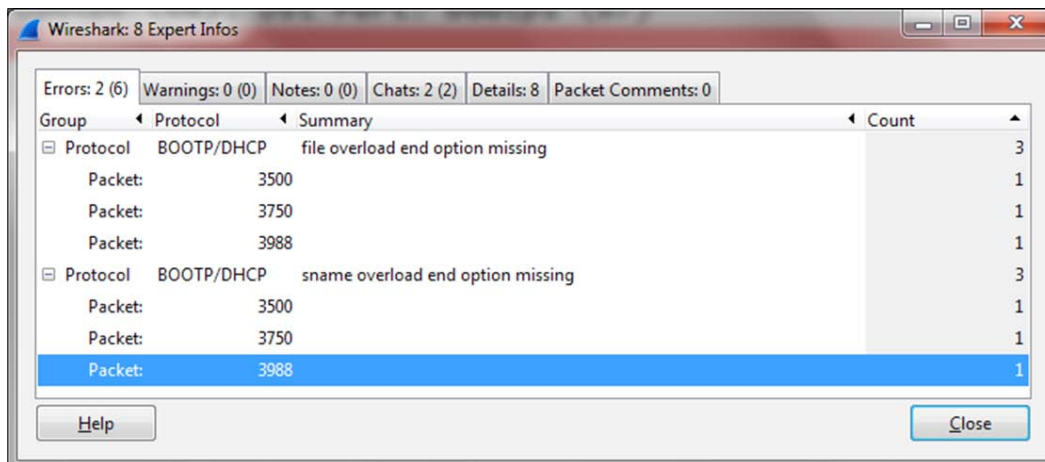 Wireshark: 8 Expert Infos
Errors: 2 (6) Warnings: 0 (0) Notes: 0 (0) Chats: 2 (2) Details: 8 Packet Comments: 0
Group Protocol Summary Count
Protocol BOOTP/DHCP file overload end option missing 3
Packet: 3500 1
Packet: 3750 1
Packet: 3988 1
Protocol BOOTP/DHCP sname overload end option missing 3
Packet: 3500 1
Packet: 3750 1
Packet: 3988 1
Help Close